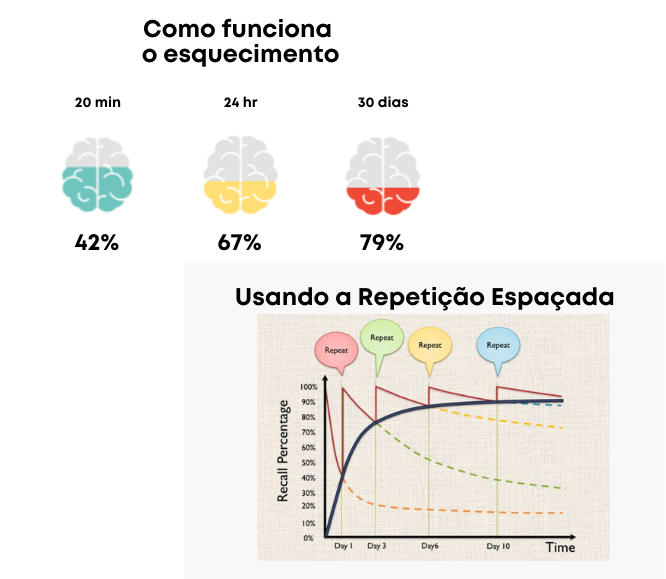 Como funciona
o esquecimento
20 min
24 hr
30 dias
42%
67%
79%
Usando a Repetição Espaçada
Repeat
Repeat
Repeat
Repeat
Recall Percentage
100%
90%
80%
70%
60%
50%
40%
30%
20%
10%
0%
Day 1
Day 3
Day6
Day 10
Time